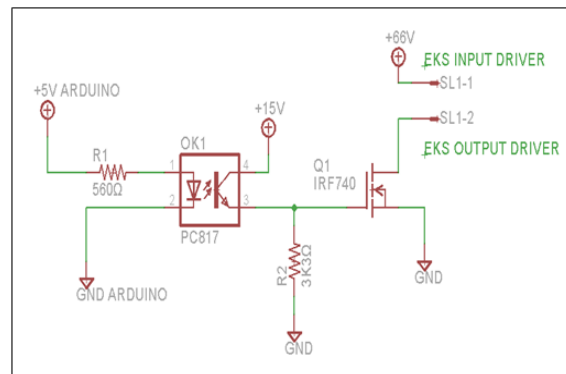 +66V
EKS INPUT DRIVER
SL1-1
+5V ARDUINO
+15V
SL1-2
OK1
EKS OUTPUT DRIVER
R1
1
4
Q1
IRF740
560Ω
2
3
PC817
R2
3K3Ω
GND
GND ARDUINO
GND